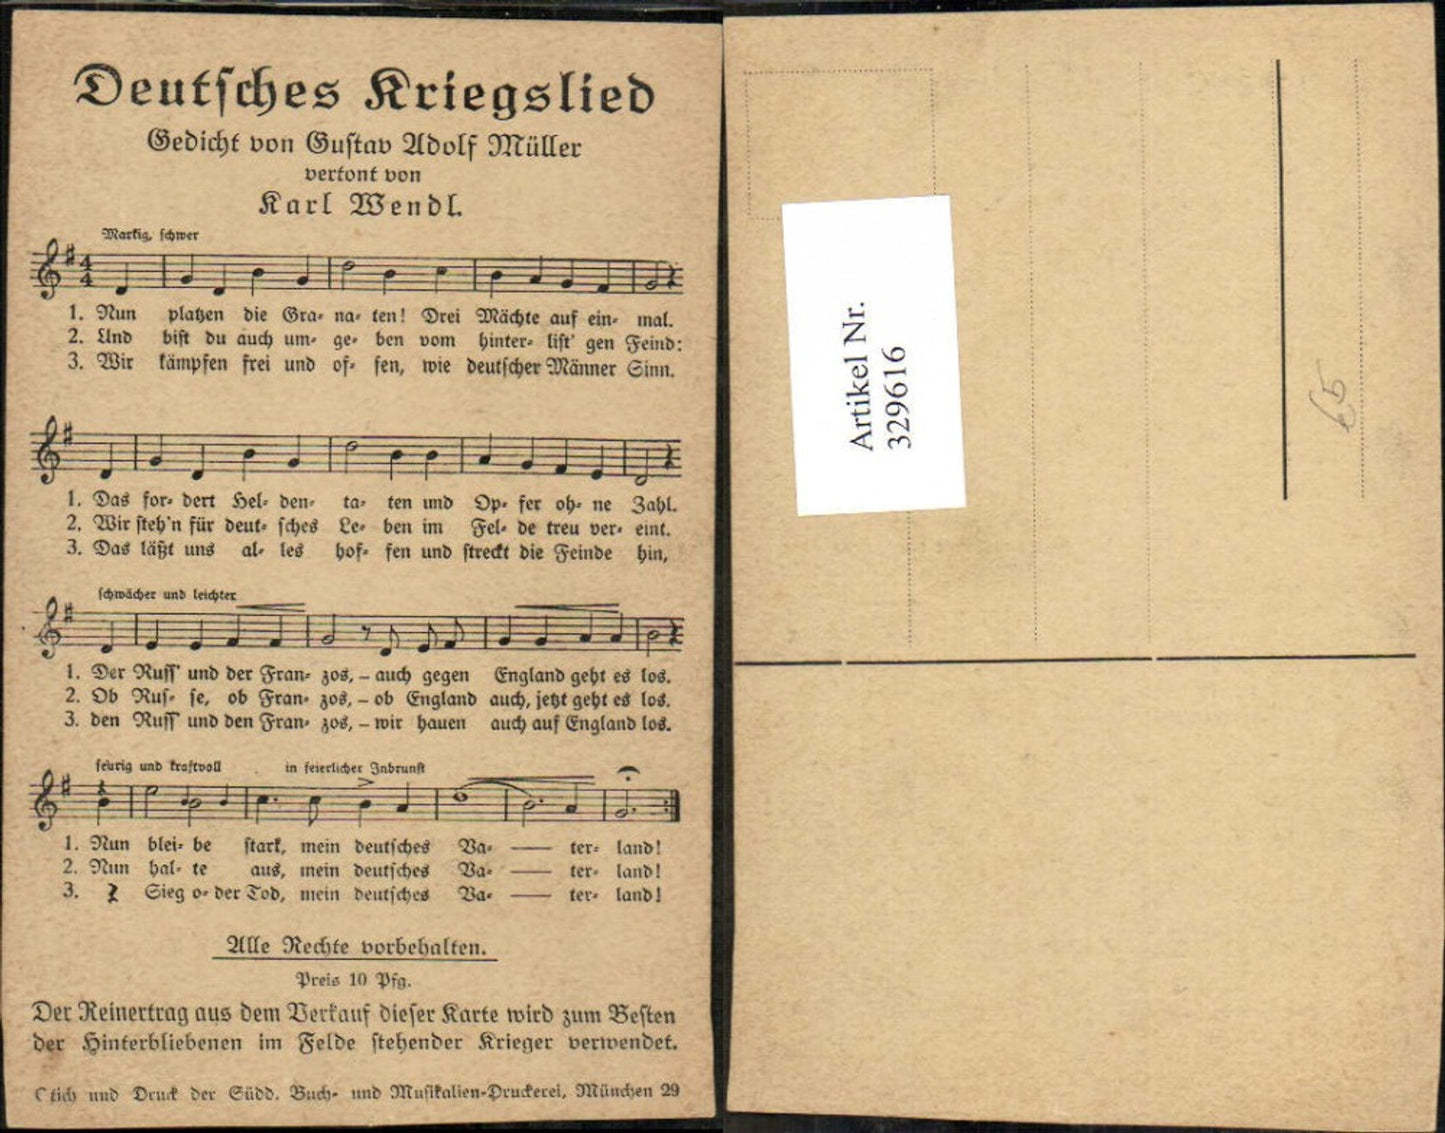 Deutsches Kriegslied
Gedicht von Gustav Adolf Müller
vertont von
Karl Wendl.
Markig, schwer
4
4
1. Nun platzen die Gra- na- ten! Drei Mächte auf ein- mal.
2. Und bist du auch um- ge- ben vom hinter- list' gen Feind:
3. Wir kämpfen frei und of- fen, wie deutscher Männer Sinn.
1. Das for- dert Hel- den- ta- ten und Op- fer oh- ne Zahl.
2. Wir steh'n für deut- sches Le- ben im Fel- de treu ver- eint.
3. Das läßt uns al- les hof- fen und streckt die Feinde hin,
schwächer und leichter
1. Der Russ' und der Fran- zos, – auch gegen England geht es los.
2. Ob Rus- se, ob Fran- zos, – ob England auch, jetzt geht es los.
3. den Russ' und den Fran- zos, – wir hauen auch auf England los.
feurig und kraftvoll in feierlicher Inbrunst
1. Nun blei- be stark, mein deutsches Va- — ter- land!
2. Nun hal- te aus, mein deutsches Va- — ter- land!
3. Sieg o- der Tod, mein deutsches Va- — ter- land!
Alle Rechte vorbehalten.
Preis 10 Pfg.
Der Reinertrag aus dem Verkauf dieser Karte wird zum Besten
der Hinterbliebenen im Felde stehender Krieger verwendet.
Stich und Druck der Südd. Buch- und Musikalien-Druckerei, München 29
Artikel Nr.
329616
65